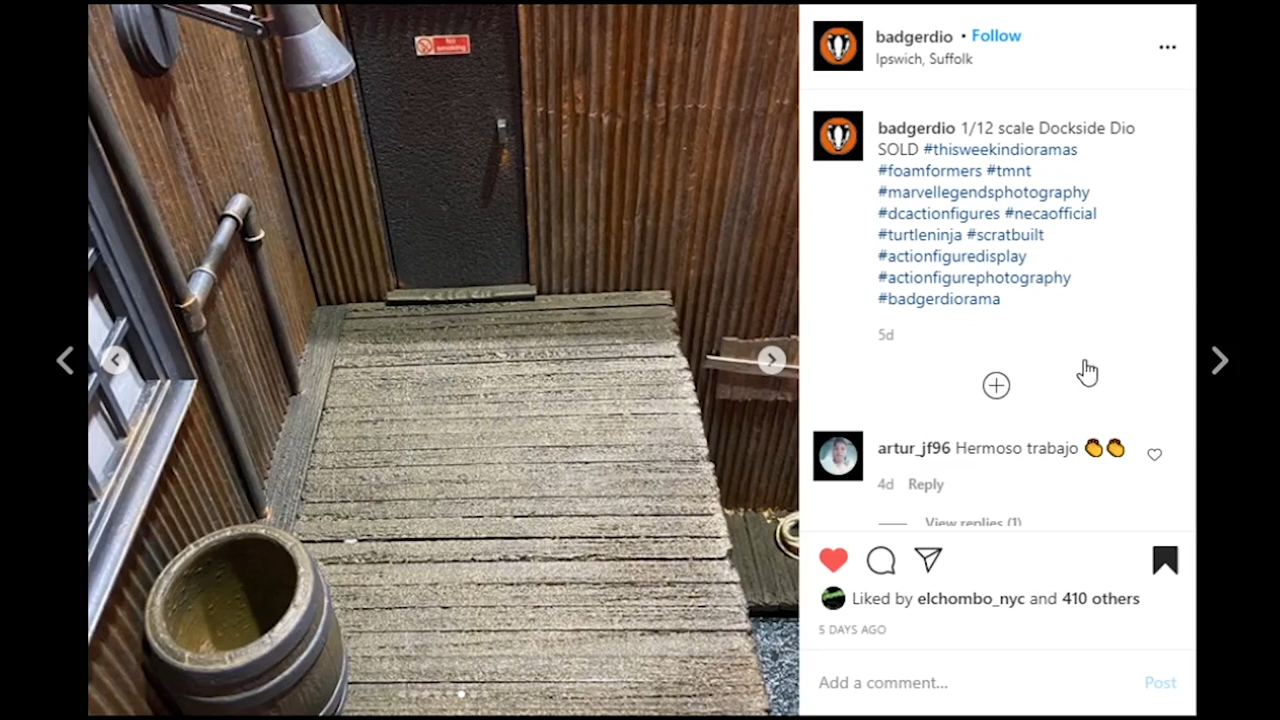 No
smoking
badgerdio • Follow
Ipswich, Suffolk
badgerdio 1/12 scale Dockside Dio
SOLD #thisweekindioramas
#foamformers #tmnt
#marvellegendsphotography
#dcactionfigures #necaofficial
#turtleninja #scratbuilt
#actionfiguredisplay
#actionfigurephotography
#badgerdiorama
5d
artur_jf96 Hermoso trabajo 👏👏
4d Reply
View replies (1)
Liked by elchombo_nyc and 410 others
5 DAYS AGO
Add a comment... Post